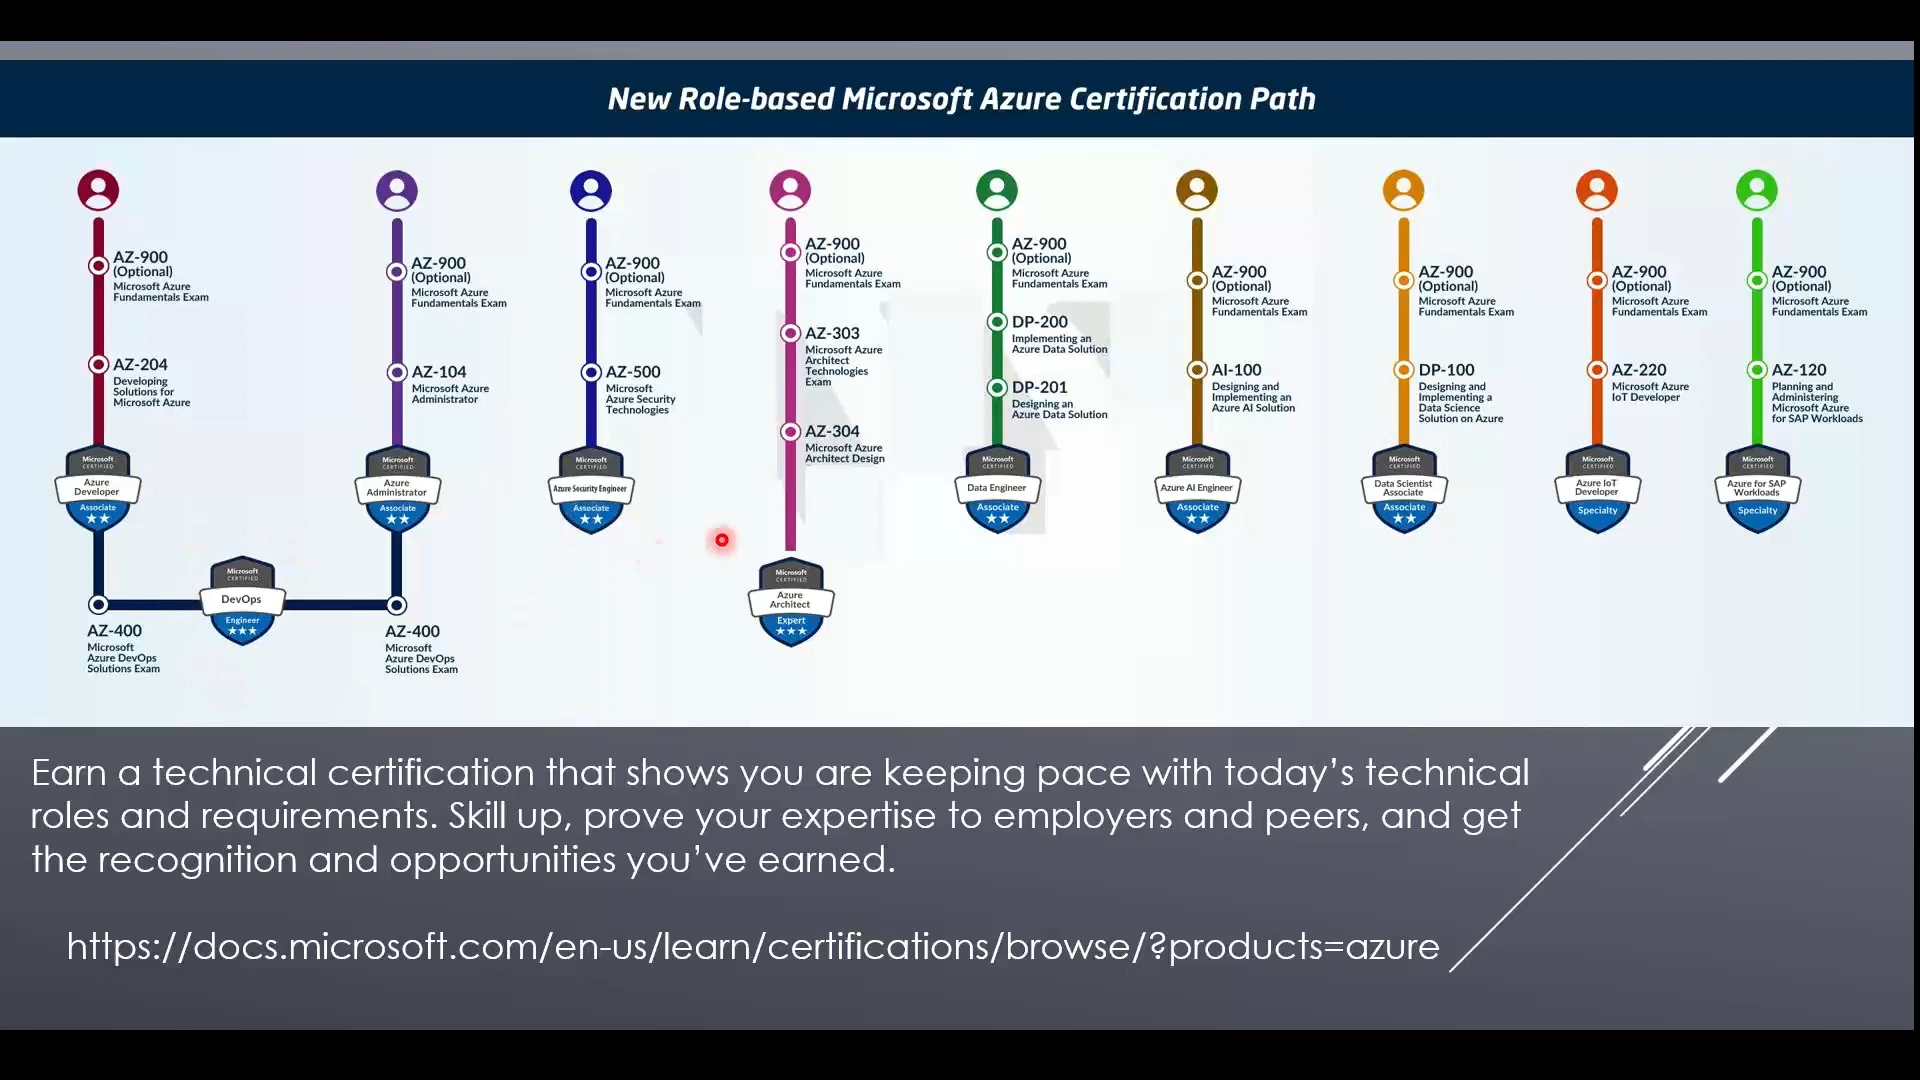 New Role-based Microsoft Azure Certification Path
AZ-900
(Optional)
Microsoft Azure
Fundamentals Exam
AZ-204
Developing
Solutions for
Microsoft Azure
Microsoft
CERTIFIED
Azure
Developer
Associate
AZ-400
Microsoft
Azure DevOps
Solutions Exam
Microsoft
CERTIFIED
DevOps
Engineer
AZ-900
(Optional)
Microsoft Azure
Fundamentals Exam
AZ-104
Microsoft Azure
Administrator
Microsoft
CERTIFIED
Azure
Administrator
Associate
AZ-400
Microsoft
Azure DevOps
Solutions Exam
AZ-900
(Optional)
Microsoft Azure
Fundamentals Exam
AZ-500
Microsoft
Azure Security
Technologies
Microsoft
CERTIFIED
Azure Security Engineer
Associate
AZ-900
(Optional)
Microsoft Azure
Fundamentals Exam
AZ-303
Microsoft Azure
Architect
Technologies
Exam
AZ-304
Microsoft Azure
Architect Design
Microsoft
CERTIFIED
Azure
Architect
Expert
AZ-900
(Optional)
Microsoft Azure
Fundamentals Exam
DP-200
Implementing an
Azure Data Solution
DP-201
Designing an
Azure Data Solution
Microsoft
CERTIFIED
Data Engineer
Associate
AZ-900
(Optional)
Microsoft Azure
Fundamentals Exam
AI-100
Designing and
Implementing an
Azure AI Solution
Microsoft
CERTIFIED
Azure AI Engineer
Associate
AZ-900
(Optional)
Microsoft Azure
Fundamentals Exam
DP-100
Designing and
Implementing a
Data Science
Solution on Azure
Microsoft
CERTIFIED
Data Scientist
Associate
Associate
AZ-900
(Optional)
Microsoft Azure
Fundamentals Exam
AZ-220
Microsoft Azure
IoT Developer
Microsoft
CERTIFIED
Azure IoT
Developer
Specialty
AZ-900
(Optional)
Microsoft Azure
Fundamentals Exam
AZ-120
Planning and
Administering
Microsoft Azure
for SAP Workloads
Microsoft
CERTIFIED
Azure for SAP
Workloads
Specialty
Earn a technical certification that shows you are keeping pace with today’s technical
roles and requirements. Skill up, prove your expertise to employers and peers, and get
the recognition and opportunities you’ve earned.
https://docs.microsoft.com/en-us/learn/certifications/browse/?products=azure